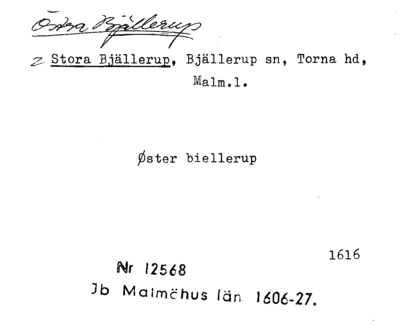 Östra Bjällerup
z Stora Bjällerup, Bjällerup sn, Torna hd,
Malm.l.
Øster biellerup
1616
Nr 12568
Jb Malmöhus län 1606-27.